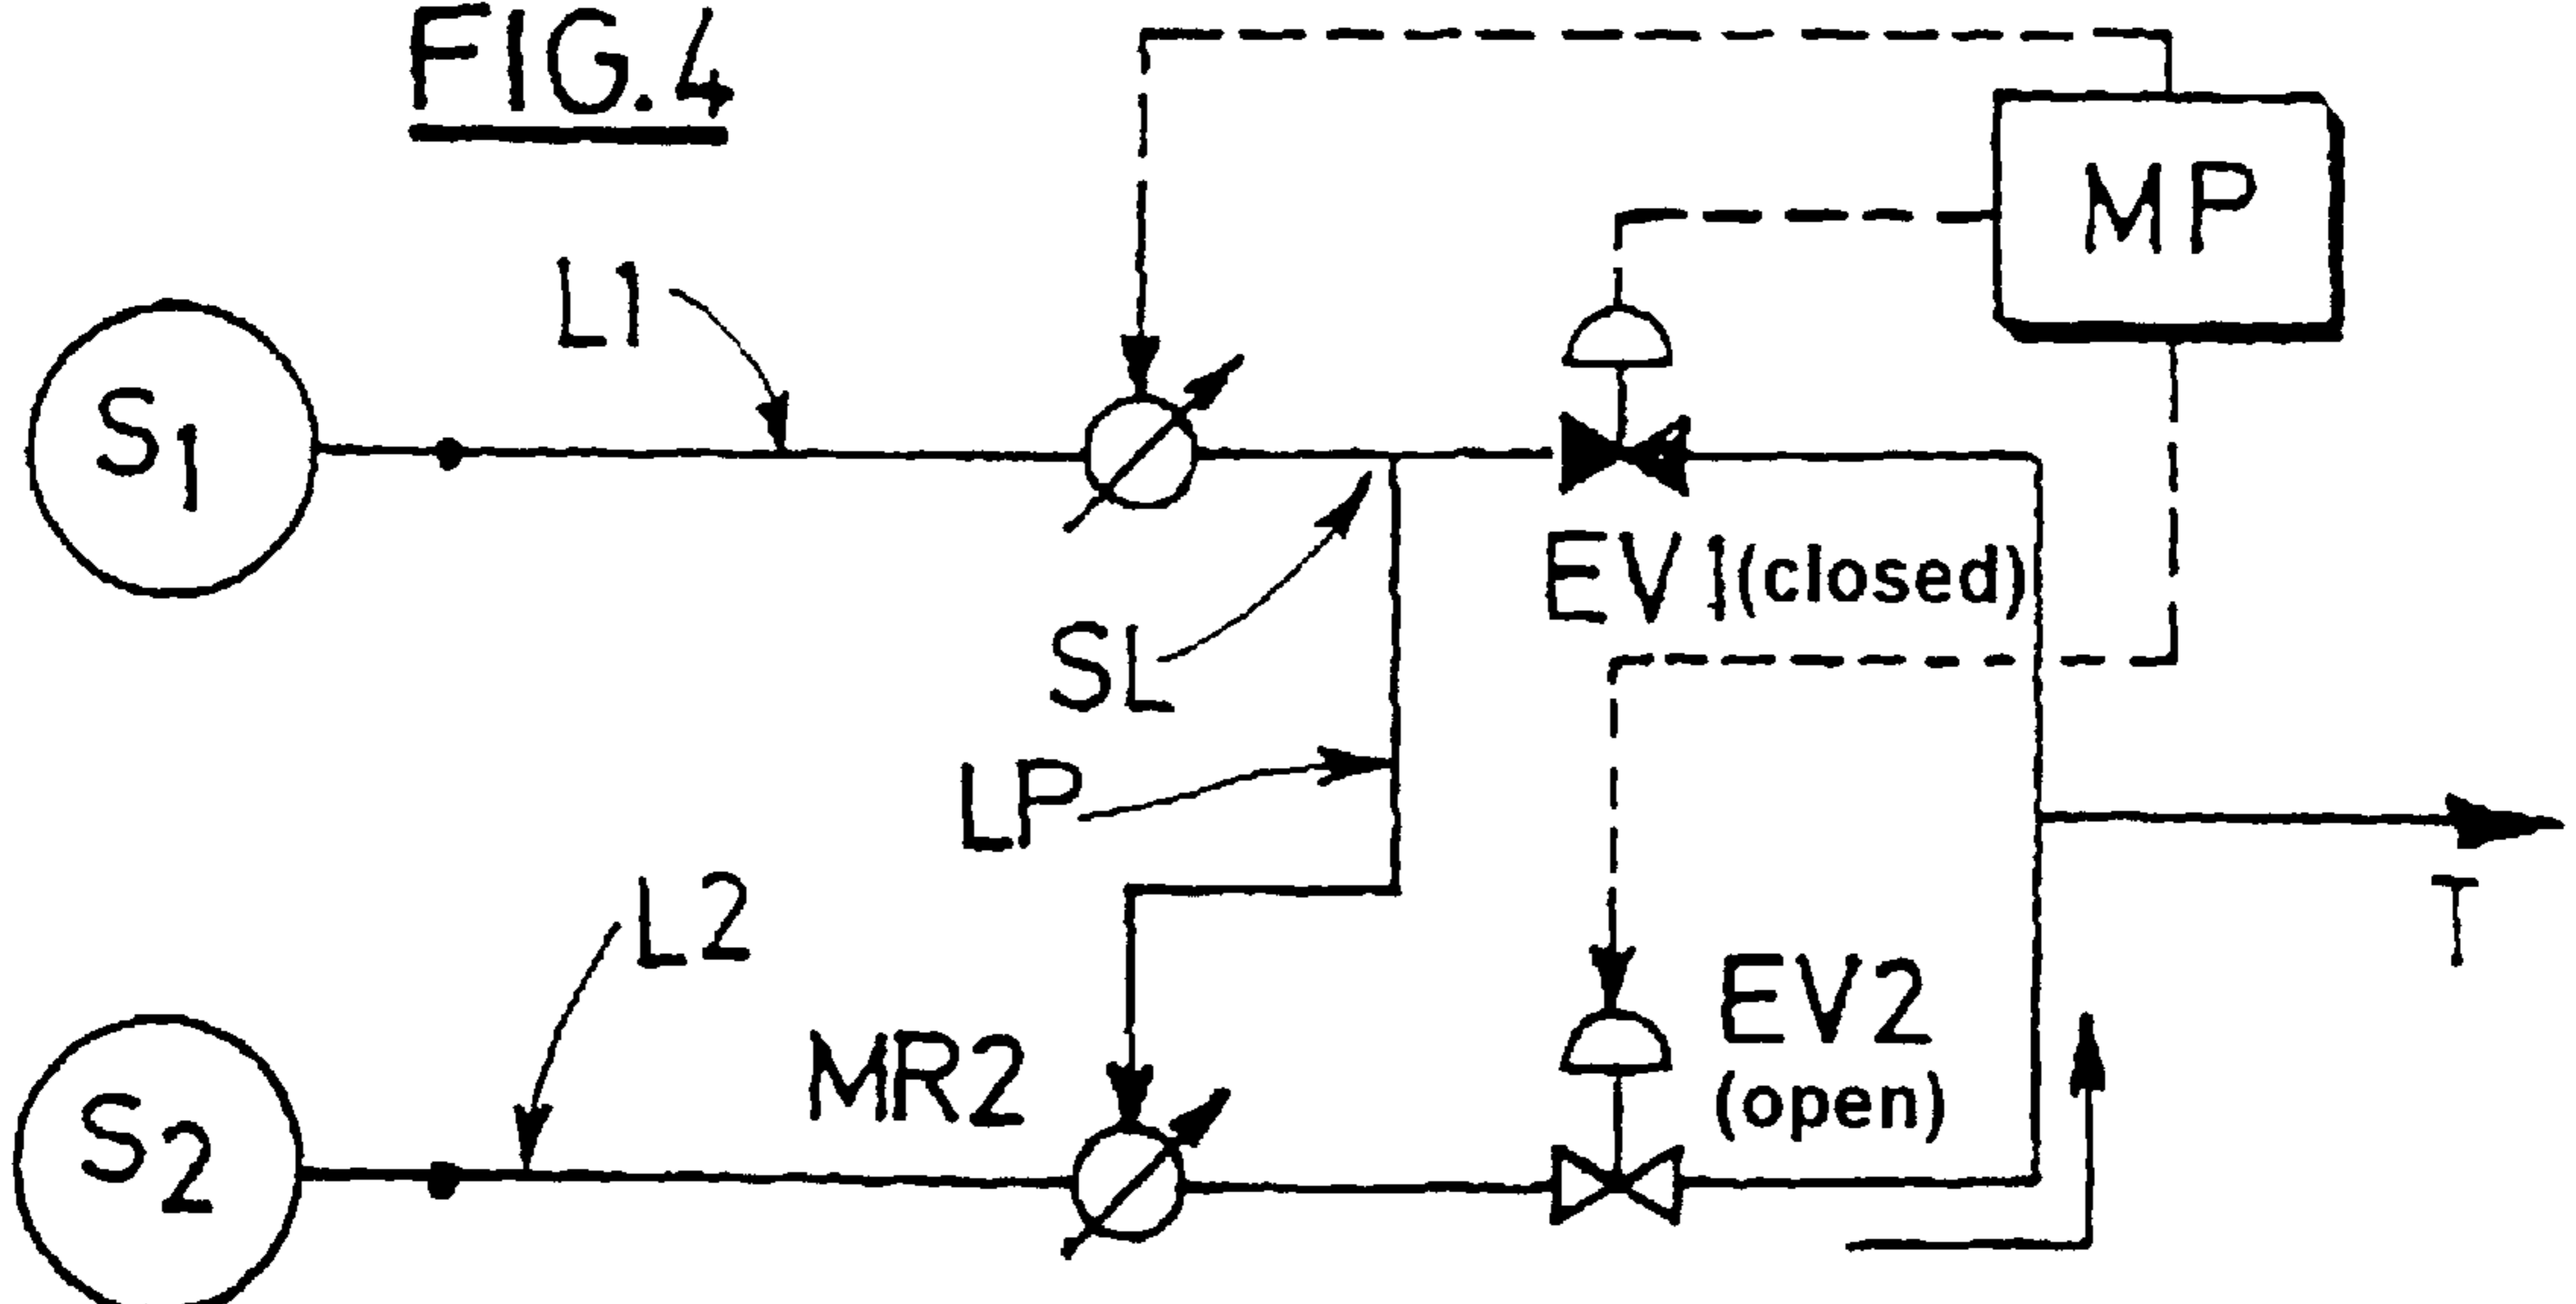 FIG.4
MP
L1
S1
EV1 (closed)
SL
LP
L2
T
EV2
(open)
MR2
S2